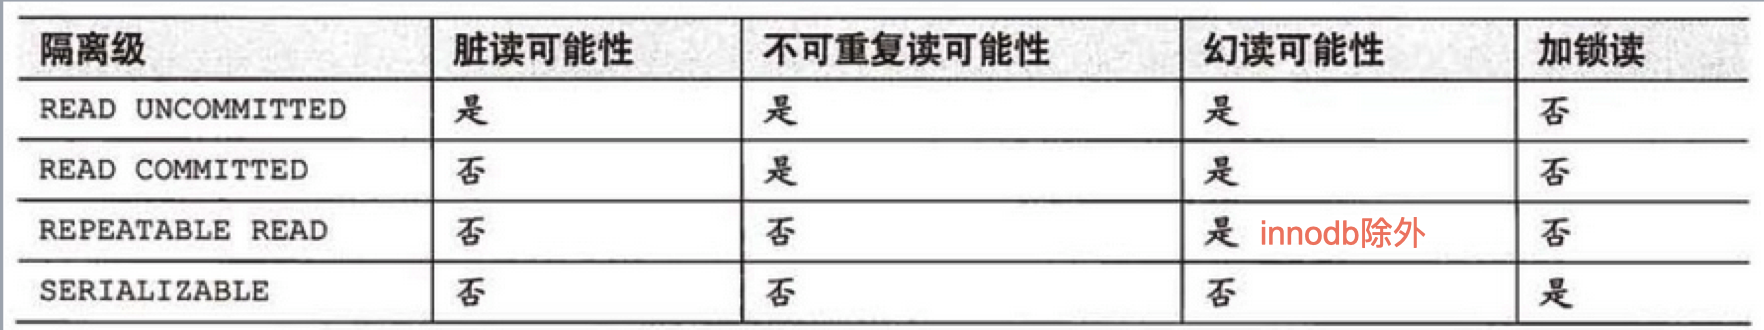 隔离级 脏读可能性 不可重复读可能性 幻读可能性 加锁读
READ UNCOMMITTED 是 是 是 否
READ COMMITTED 否 是 是 否
REPEATABLE READ 否 否 是 innodb除外 否
SERIALIZABLE 否 否 否 是